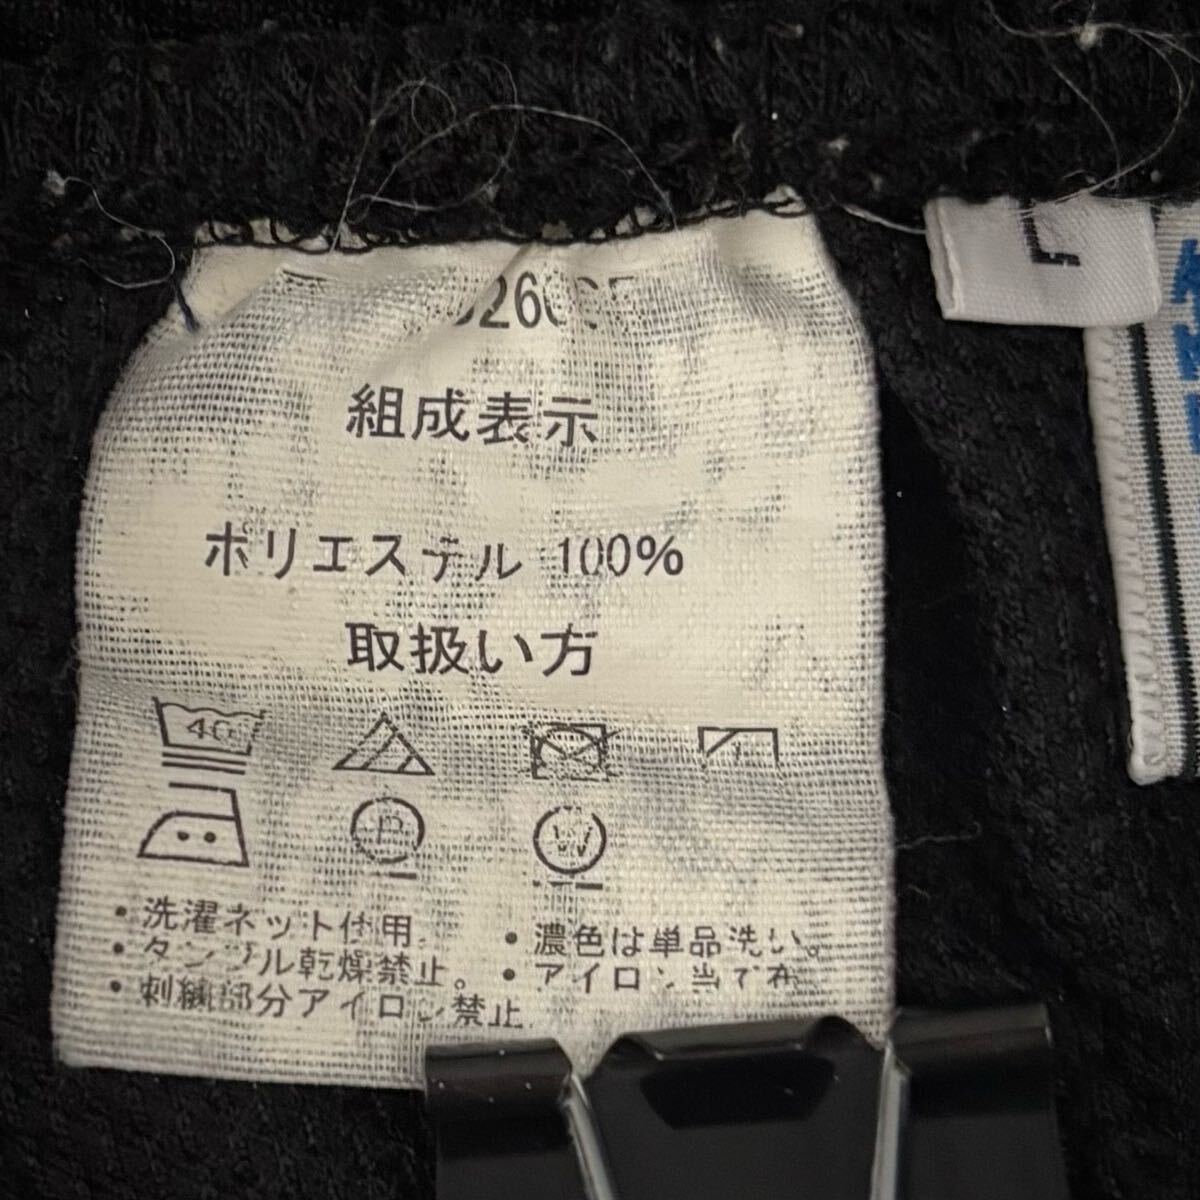 L
組成表示
ポリエステル 100%
取扱い方
40
P
W
・洗濯ネット使用。 ・濃色は単品洗い。
・タンブル乾燥禁止。 ・アイロン当て布
・刺繍部分アイロン禁止